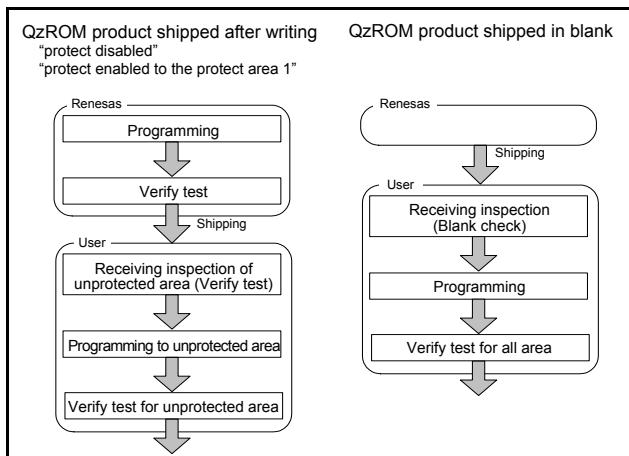 QzROM product shipped after writing
“protect disabled”
“protect enabled to the protect area 1”
Renesas
Programming
Verify test
Shipping
User
Receiving inspection of
unprotected area (Verify test)
Programming to unprotected area
Verify test for unprotected area
QzROM product shipped in blank
Renesas
Shipping
User
Receiving inspection
(Blank check)
Programming
Verify test for all area